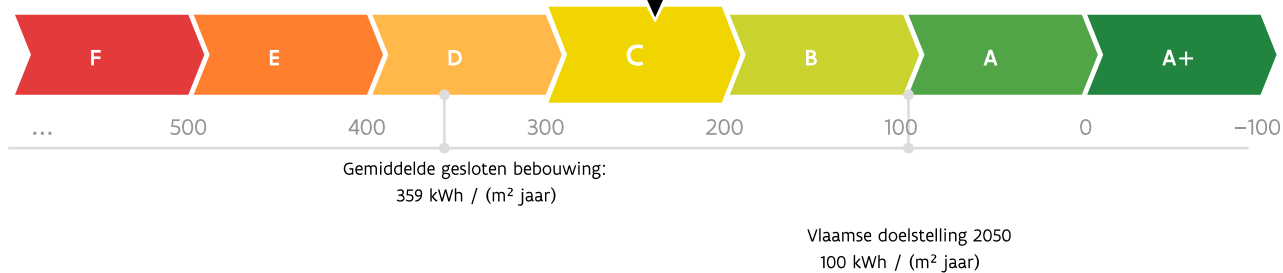 F E D C B A A+
... 500 400 300 200 100 0 −100
Gemiddelde gesloten bebouwing:
359 kWh / (m² jaar)
Vlaamse doelstelling 2050
100 kWh / (m² jaar)